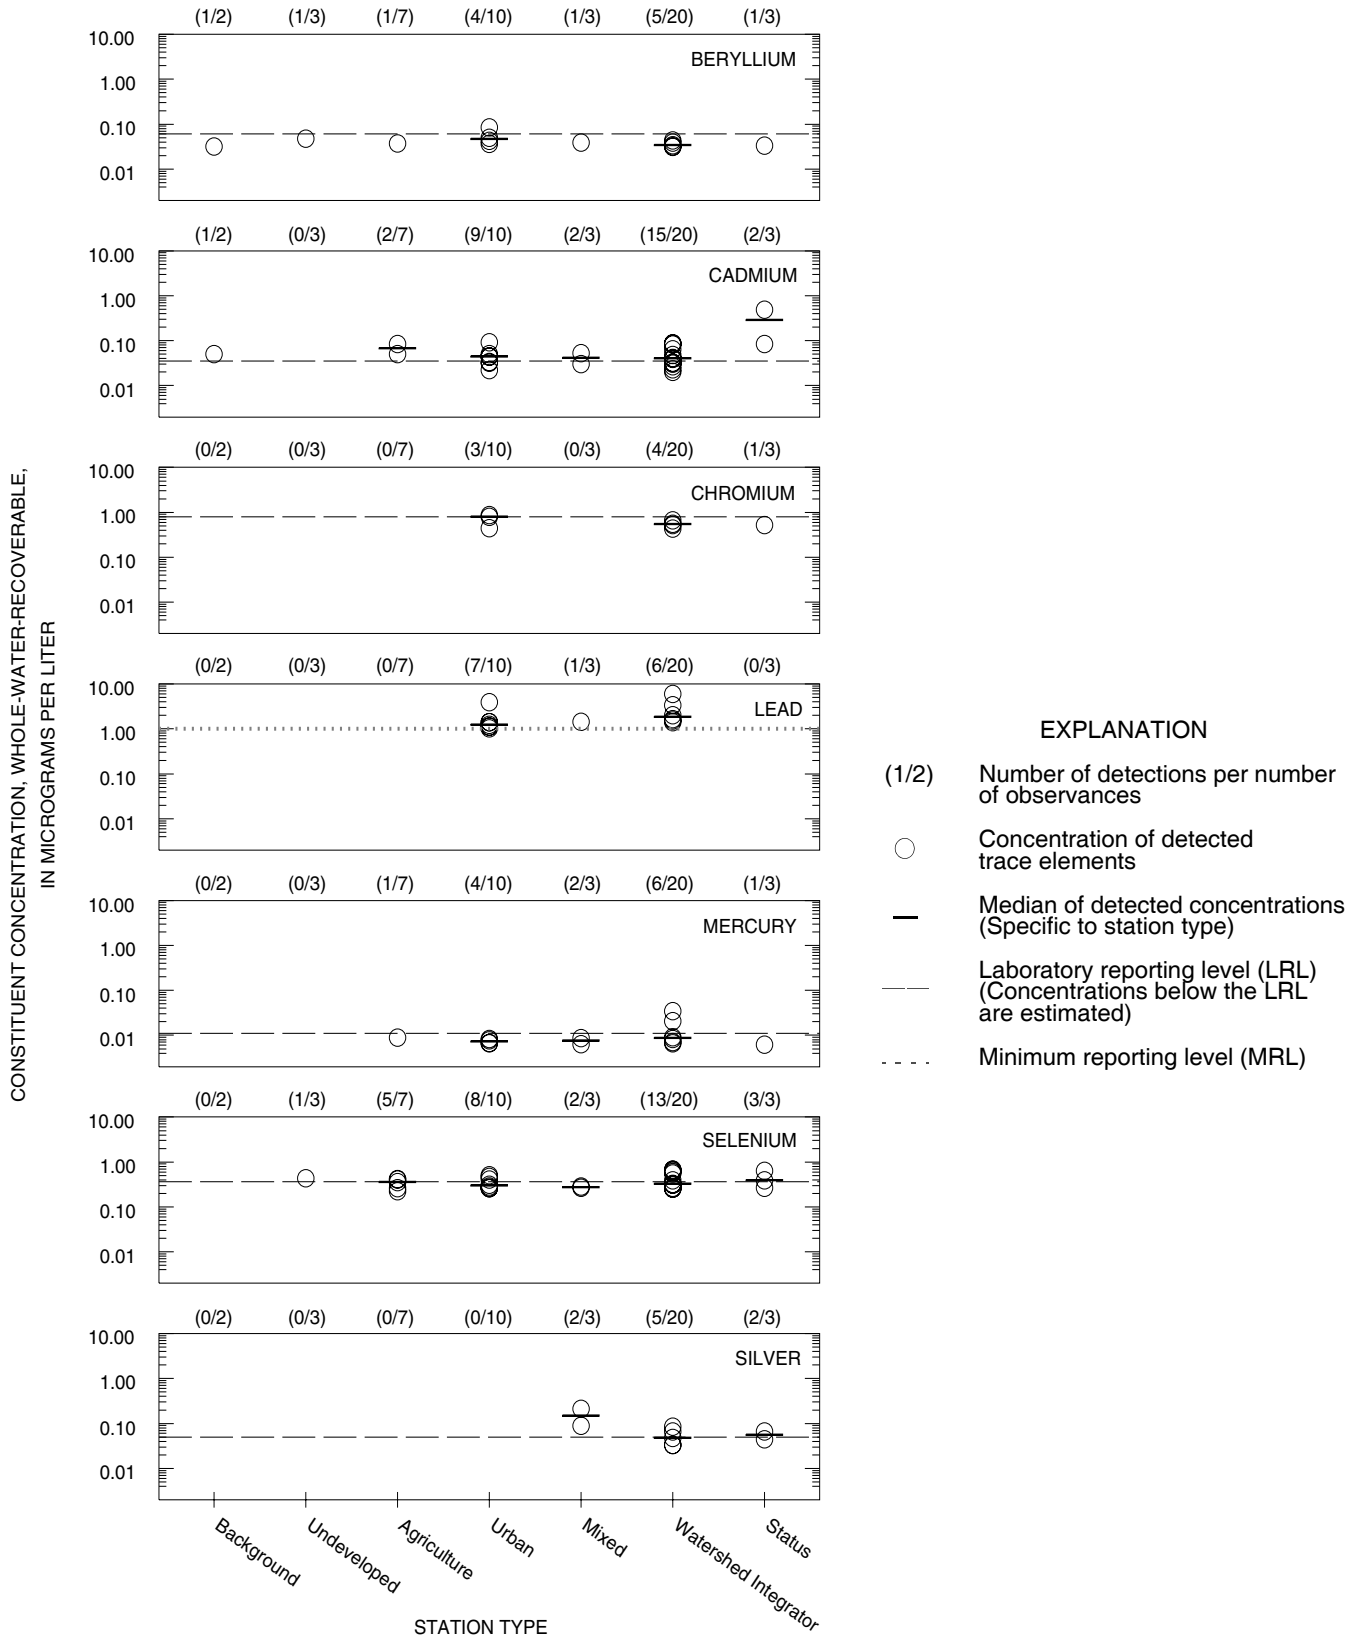 CONSTITUENT CONCENTRATION, WHOLE-WATER-RECOVERABLE,
IN MICROGRAMS PER LITER
(1/2) (1/3) (1/7) (4/10) (1/3) (5/20) (1/3)
BERYLLIUM
10.00
1.00
0.10
0.01
(1/2) (0/3) (2/7) (9/10) (2/3) (15/20) (2/3)
CADMIUM
10.00
1.00
0.10
0.01
(0/2) (0/3) (0/7) (3/10) (0/3) (4/20) (1/3)
CHROMIUM
10.00
1.00
0.10
0.01
(0/2) (0/3) (0/7) (7/10) (1/3) (6/20) (0/3)
LEAD
10.00
1.00
0.10
0.01
(0/2) (0/3) (1/7) (4/10) (2/3) (6/20) (1/3)
MERCURY
10.00
1.00
0.10
0.01
(0/2) (1/3) (5/7) (8/10) (2/3) (13/20) (3/3)
SELENIUM
10.00
1.00
0.10
0.01
(0/2) (0/3) (0/7) (0/10) (2/3) (5/20) (2/3)
SILVER
10.00
1.00
0.10
0.01
Background
Undeveloped
Agriculture
Urban
Mixed
Watershed Integrator
Status
STATION TYPE
EXPLANATION
(1/2) Number of detections per number
of observances
Concentration of detected
trace elements
Median of detected concentrations
(Specific to station type)
Laboratory reporting level (LRL)
(Concentrations below the LRL
are estimated)
Minimum reporting level (MRL)